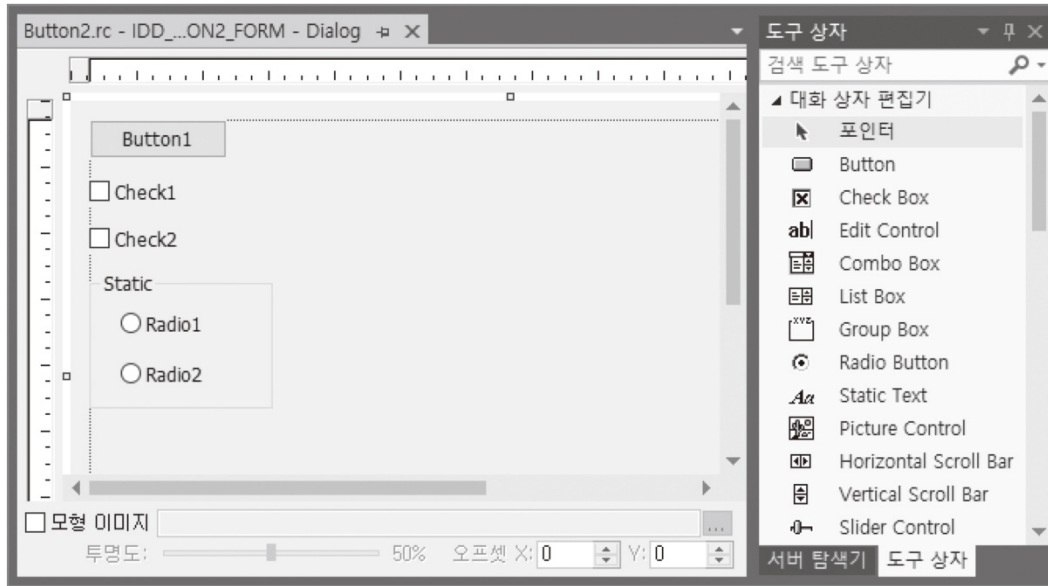 Button2.rc - IDD_...ON2_FORM - Dialog
Button1
Check1
Check2
Static
Radio1
Radio2
모형 이미지
...
투명도:
50%
오프셋 X: 0
Y: 0
도구 상자
검색 도구 상자
대화 상자 편집기
포인터
Button
Check Box
ab| Edit Control
Combo Box
List Box
XYZ Group Box
Radio Button
Aa Static Text
Picture Control
Horizontal Scroll Bar
Vertical Scroll Bar
Slider Control
서버 탐색기 도구 상자